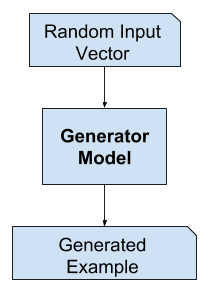 Random Input
Vector
Generator
Model
Generated
Example